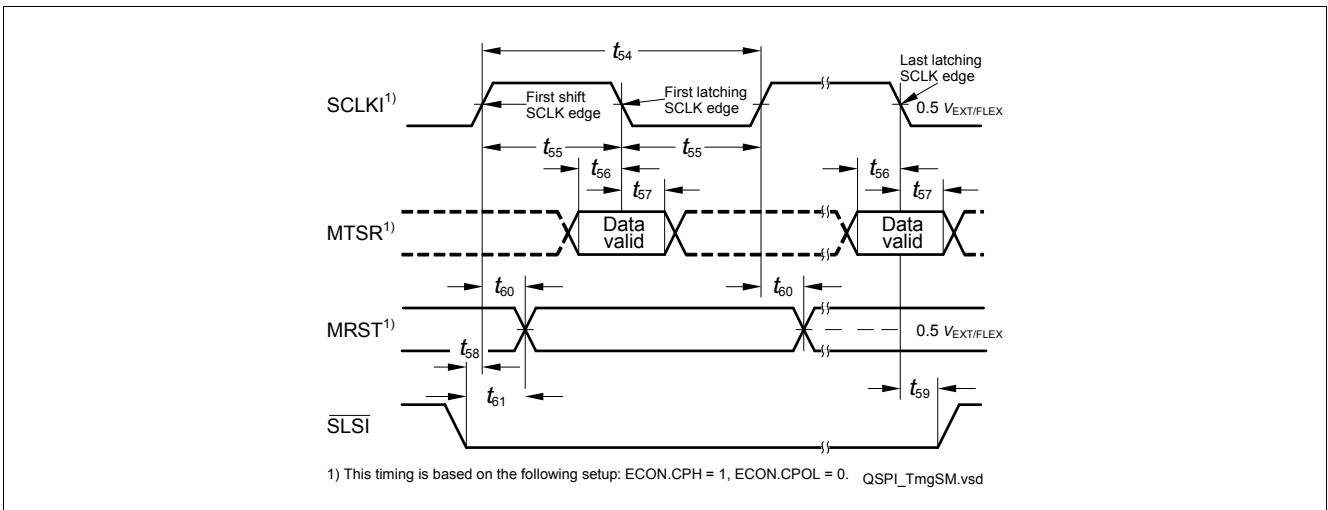 t54
SCLKI1)
First shift
SCLK edge
First latching
SCLK edge
Last latching
SCLK edge
0.5 VEXT/FLEX
t55
t55
t56
t57
t56
t57
MTSR1)
Data
valid
Data
valid
t60
t60
MRST1)
0.5 VEXT/FLEX
t58
t61
t59
SLSI
1) This timing is based on the following setup: ECON.CPH = 1, ECON.CPOL = 0.
QSPI_TmgSM.vsd